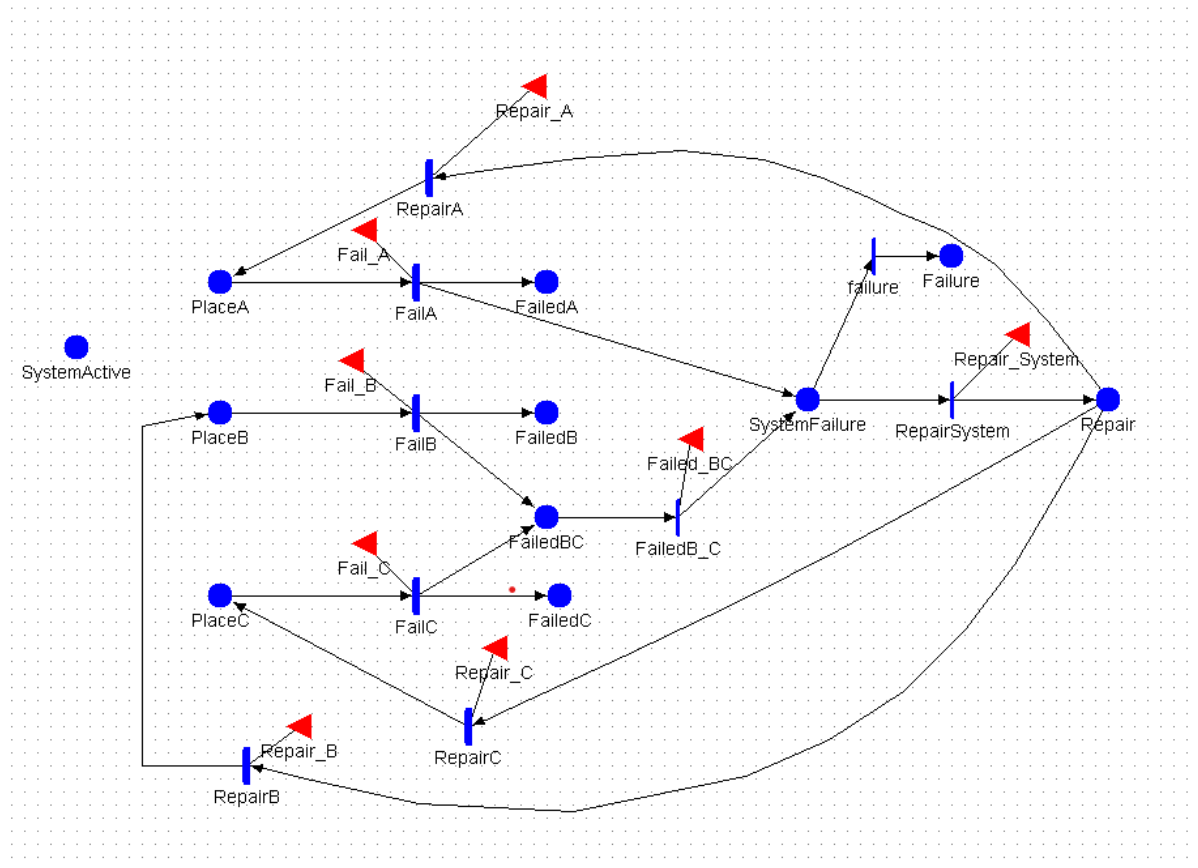 Repair_A
RepairA
Fail_A
PlaceA
FailA
FailedA
failure
Failure
SystemActive
Fail_B
Repair_System
PlaceB
FailB
FailedB
SystemFailure
RepairSystem
Repair
Failed_BC
FailedBC
FailedB_C
Fail_C
PlaceC
FailC
FailedC
Repair_C
RepairC
Repair_B
RepairB